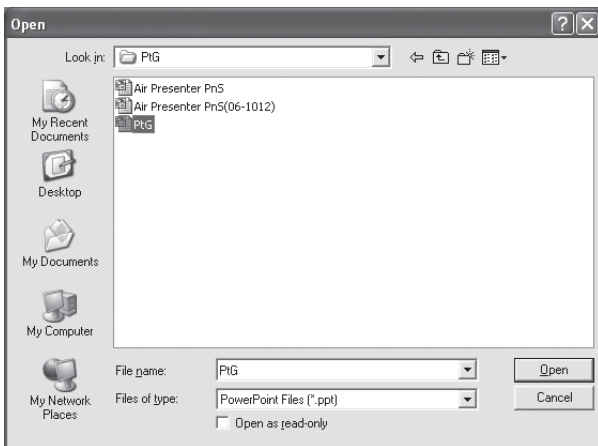 Open
Look in: PtG
Air Presenter PnS
Air Presenter PnS(06-1012)
PtG
My Recent
Documents
Desktop
My Documents
My Computer
My Network
Places
File name: PtG Open
Files of type: PowerPoint Files (*.ppt) Cancel
Open as read-only